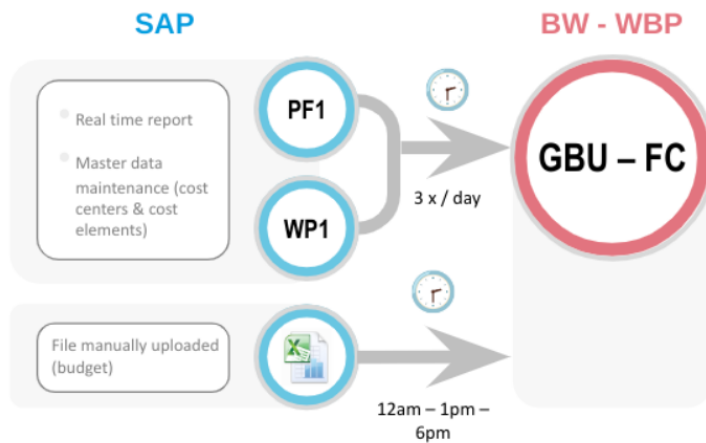 SAP
BW - WBP
Real time report
Master data
maintenance (cost
centers & cost
elements)
PF1
WP1
3 x / day
GBU – FC
File manually uploaded
(budget)
X
12am – 1pm –
6pm